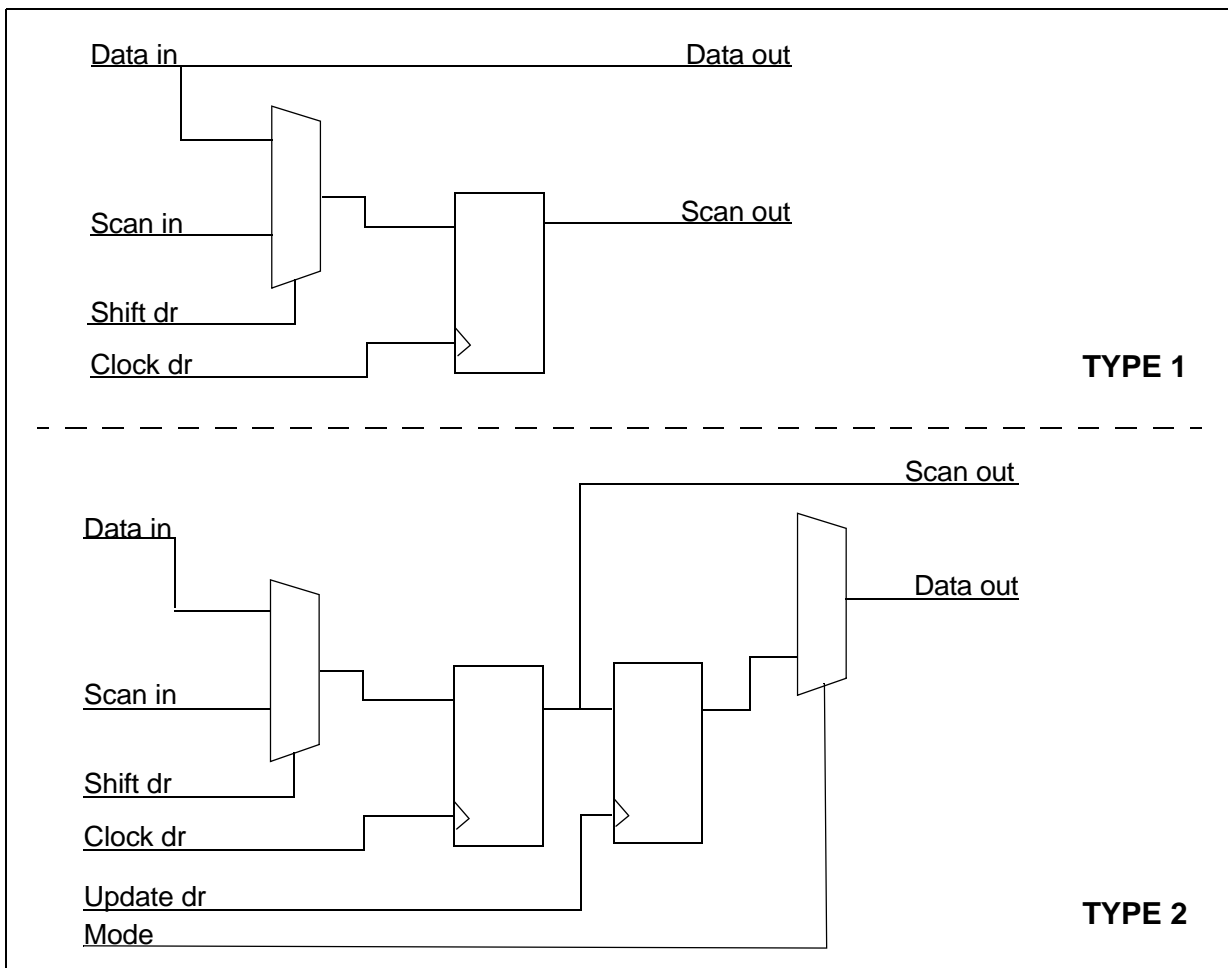 Data in
Data out
Scan in
Scan out
Shift dr
Clock dr
TYPE 1
Scan out
Data in
Data out
Scan in
Shift dr
Clock dr
Update dr
Mode
TYPE 2